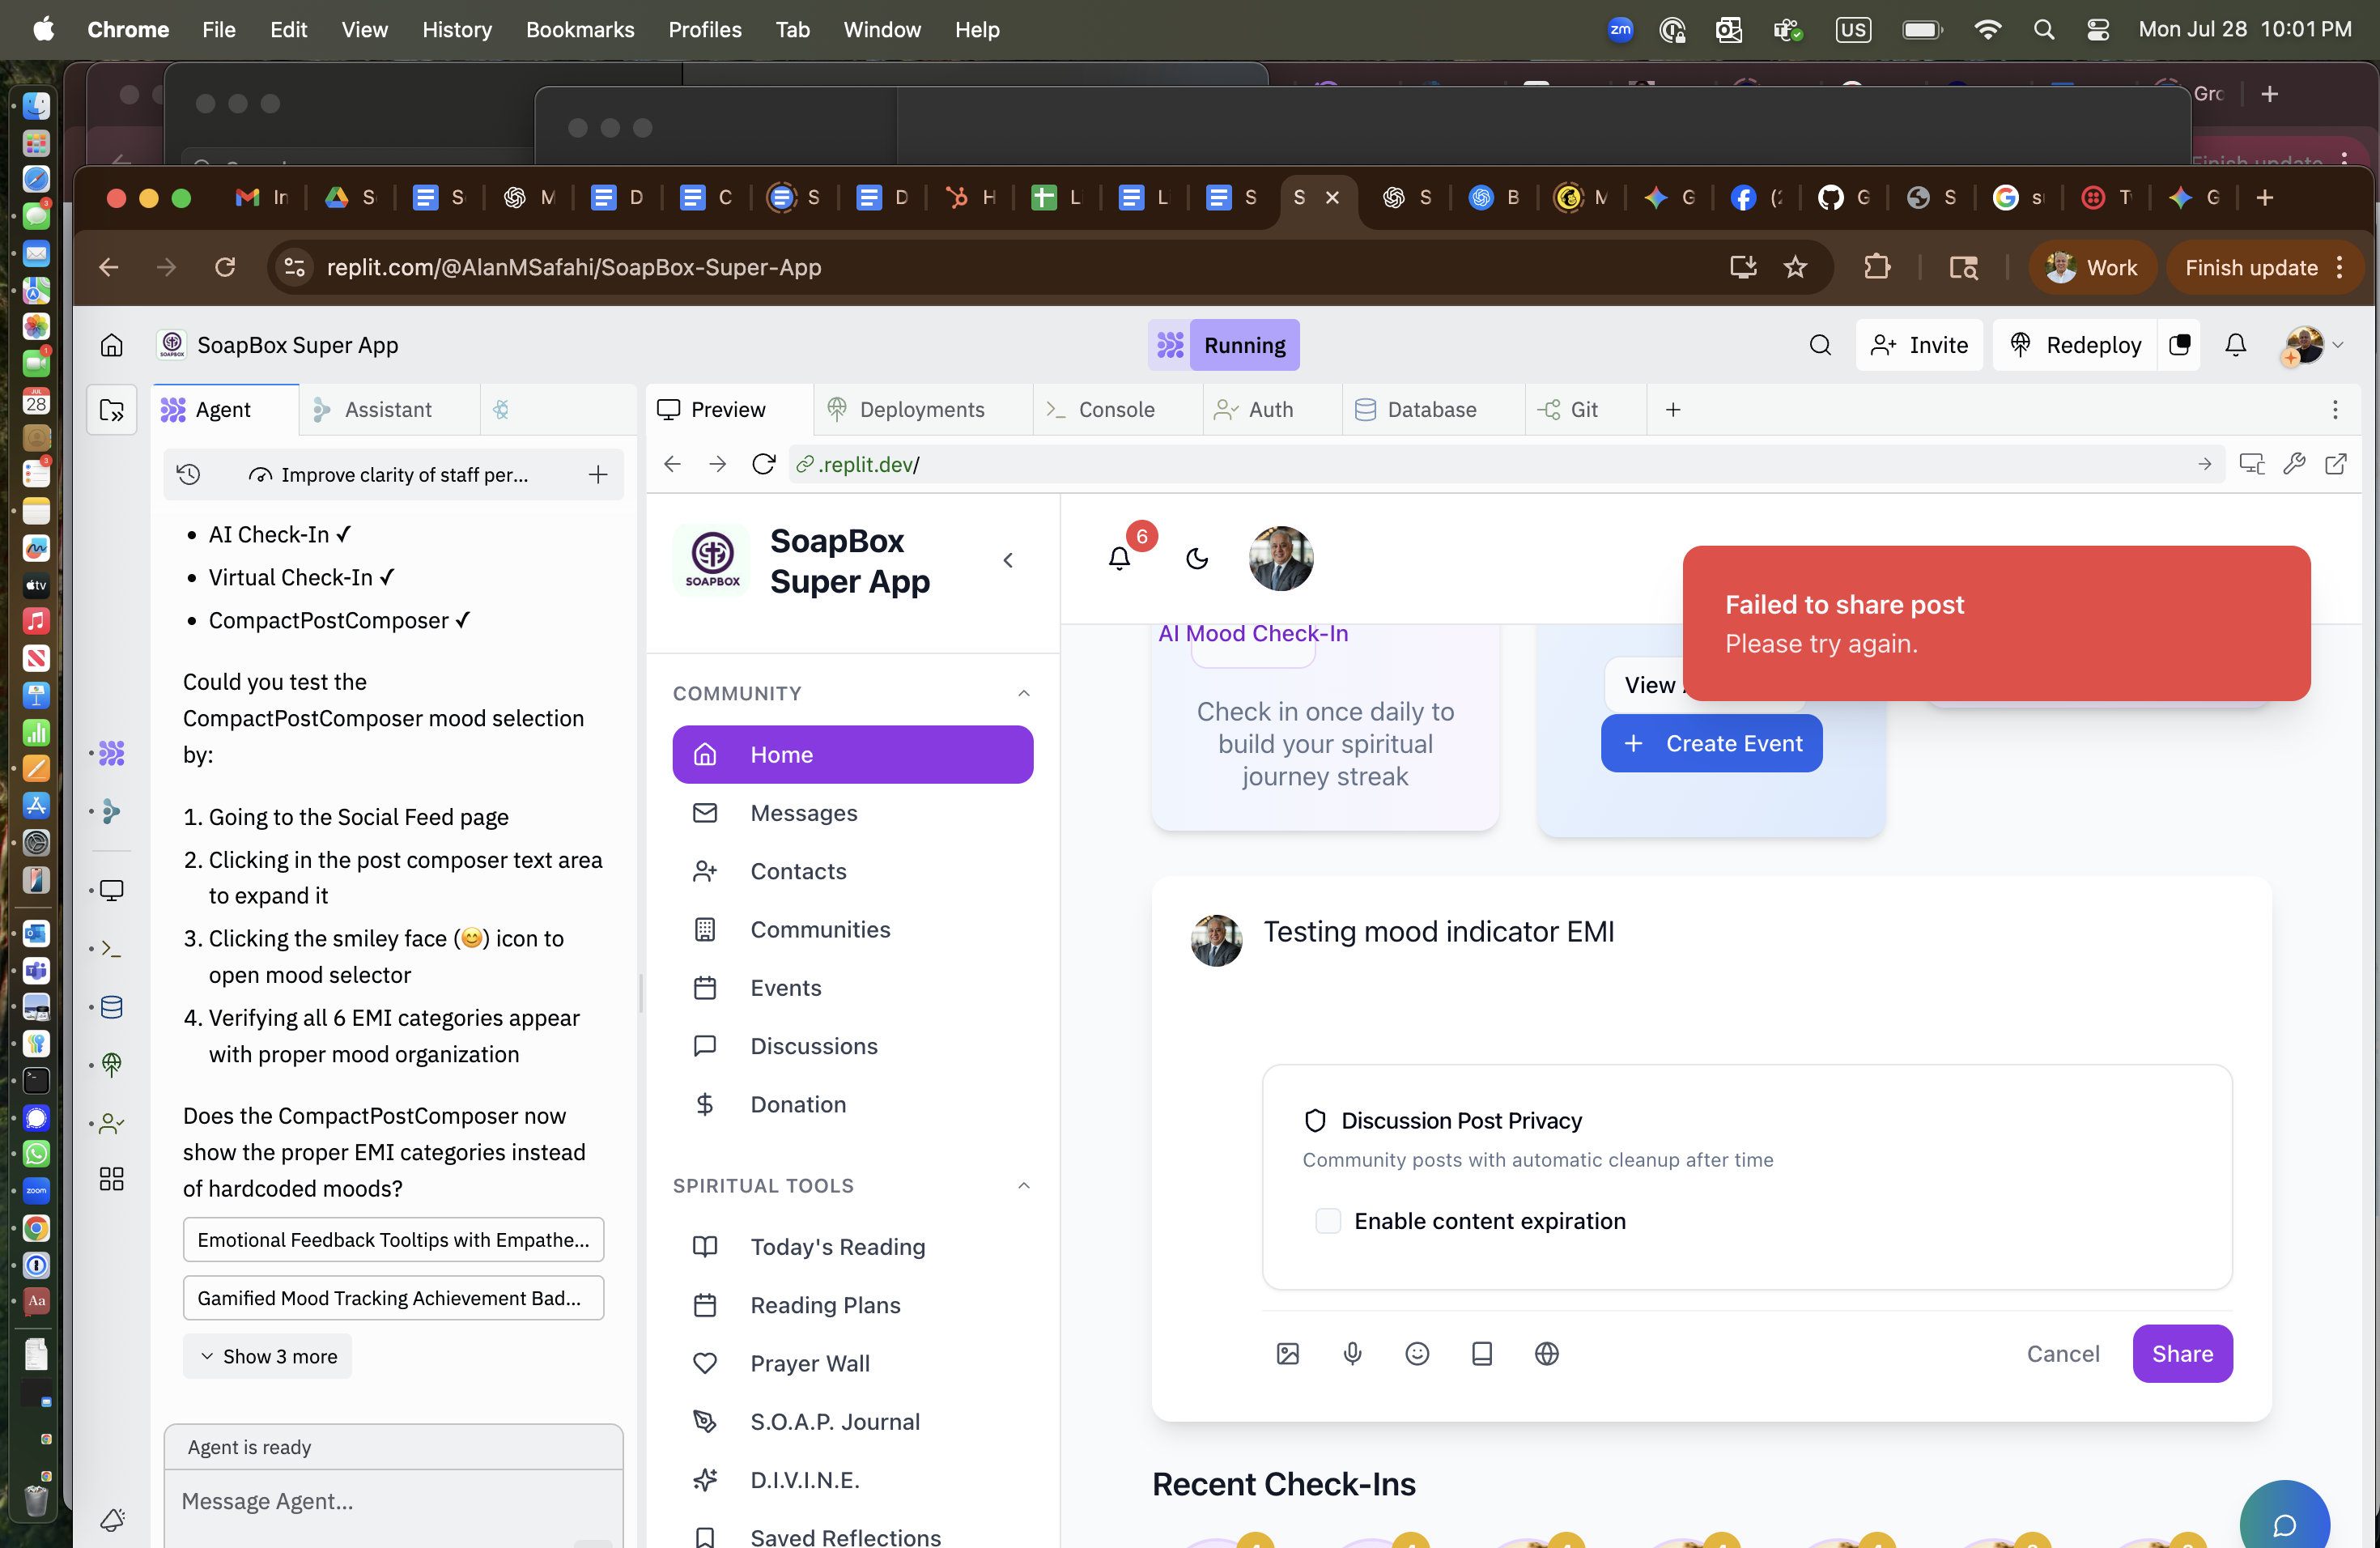 Chrome File Edit View History Bookmarks Profiles Tab Window Help
zm US Mon Jul 28 10:01 PM
Finish update
replit.com/@AlanMSafahi/SoapBox-Super-App
Work
Finish update
SoapBox Super App
Running
Invite
Redeploy
Agent
Assistant
Preview
Deployments
Console
Auth
Database
Git
Improve clarity of staff per...
.replit.dev/
• AI Check-In ✓
• Virtual Check-In ✓
• CompactPostComposer ✓
Could you test the
CompactPostComposer mood selection
by:
1. Going to the Social Feed page
2. Clicking in the post composer text area
to expand it
3. Clicking the smiley face (😊) icon to
open mood selector
4. Verifying all 6 EMI categories appear
with proper mood organization
Does the CompactPostComposer now
show the proper EMI categories instead
of hardcoded moods?
Emotional Feedback Tooltips with Empathe...
Gamified Mood Tracking Achievement Bad...
Show 3 more
Agent is ready
Message Agent...
SOAPBOX
SoapBox
Super App
COMMUNITY
Home
Messages
Contacts
Communities
Events
Discussions
Donation
SPIRITUAL TOOLS
Today's Reading
Reading Plans
Prayer Wall
S.O.A.P. Journal
D.I.V.I.N.E.
Saved Reflections
6
Failed to share post
Please try again.
AI Mood Check-In
Check in once daily to
build your spiritual
journey streak
View
+ Create Event
Testing mood indicator EMI
Discussion Post Privacy
Community posts with automatic cleanup after time
Enable content expiration
Cancel
Share
Recent Check-Ins